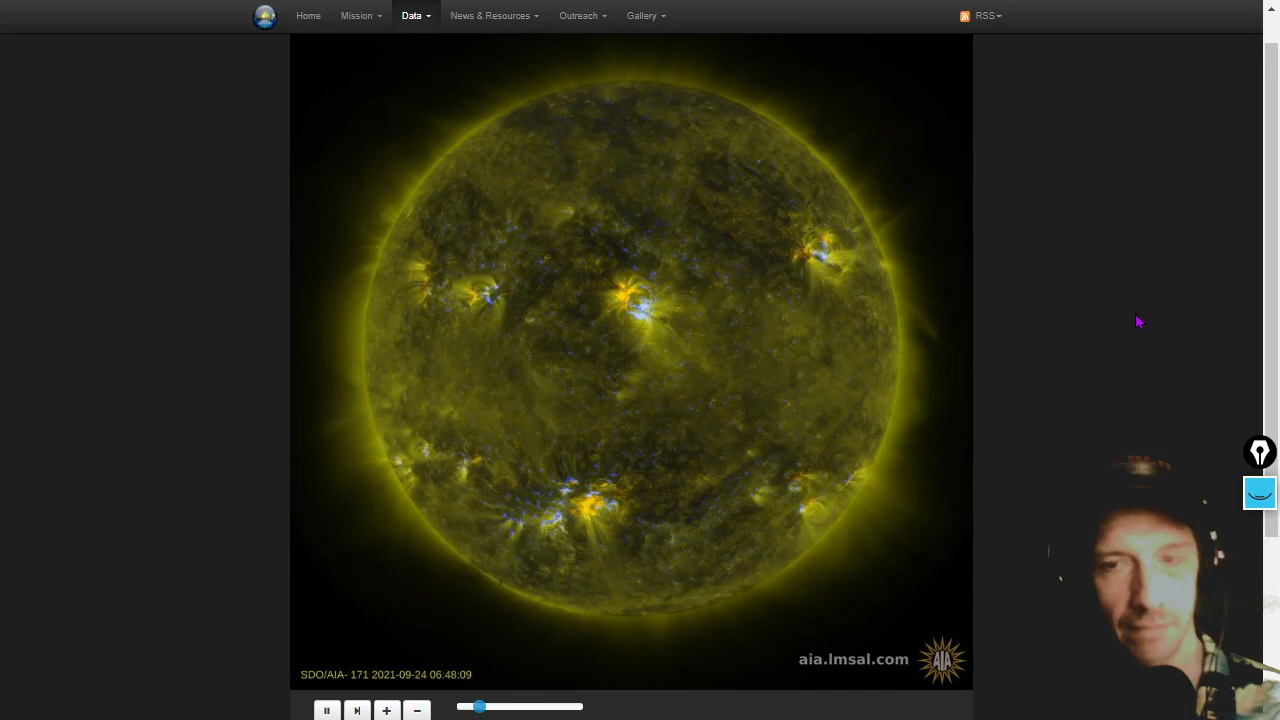 Home Mission Data News & Resources Outreach Gallery RSS
aia.lmsal.com
AIA
SDO/AIA- 171 2021-09-24 06:48:09